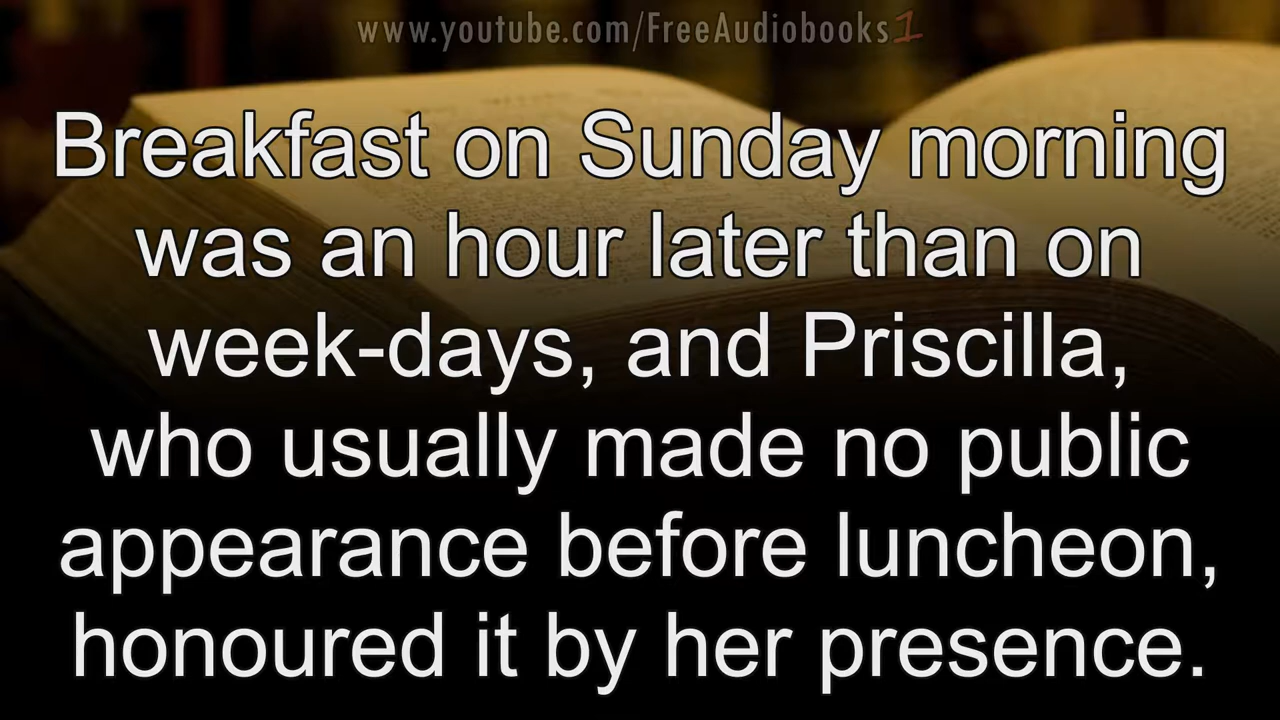 www.youtube.com/FreeAudiobooks1
Breakfast on Sunday morning
was an hour later than on
week-days, and Priscilla,
who usually made no public
appearance before luncheon,
honoured it by her presence.